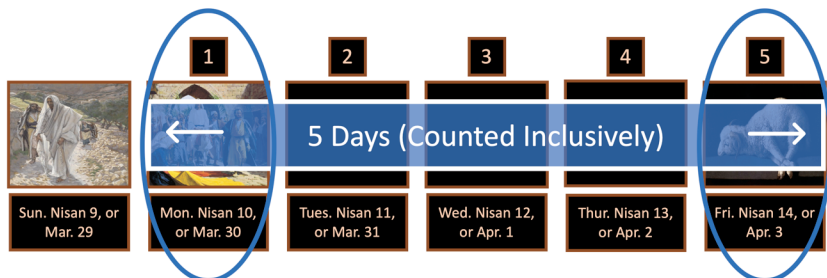 1
2
3
4
5
5 Days (Counted Inclusively)
Sun. Nisan 9, or
Mar. 29
Mon. Nisan 10,
or Mar. 30
Tues. Nisan 11,
or Mar. 31
Wed. Nisan 12,
or Apr. 1
Thur. Nisan 13,
or Apr. 2
Fri. Nisan 14, or
Apr. 3